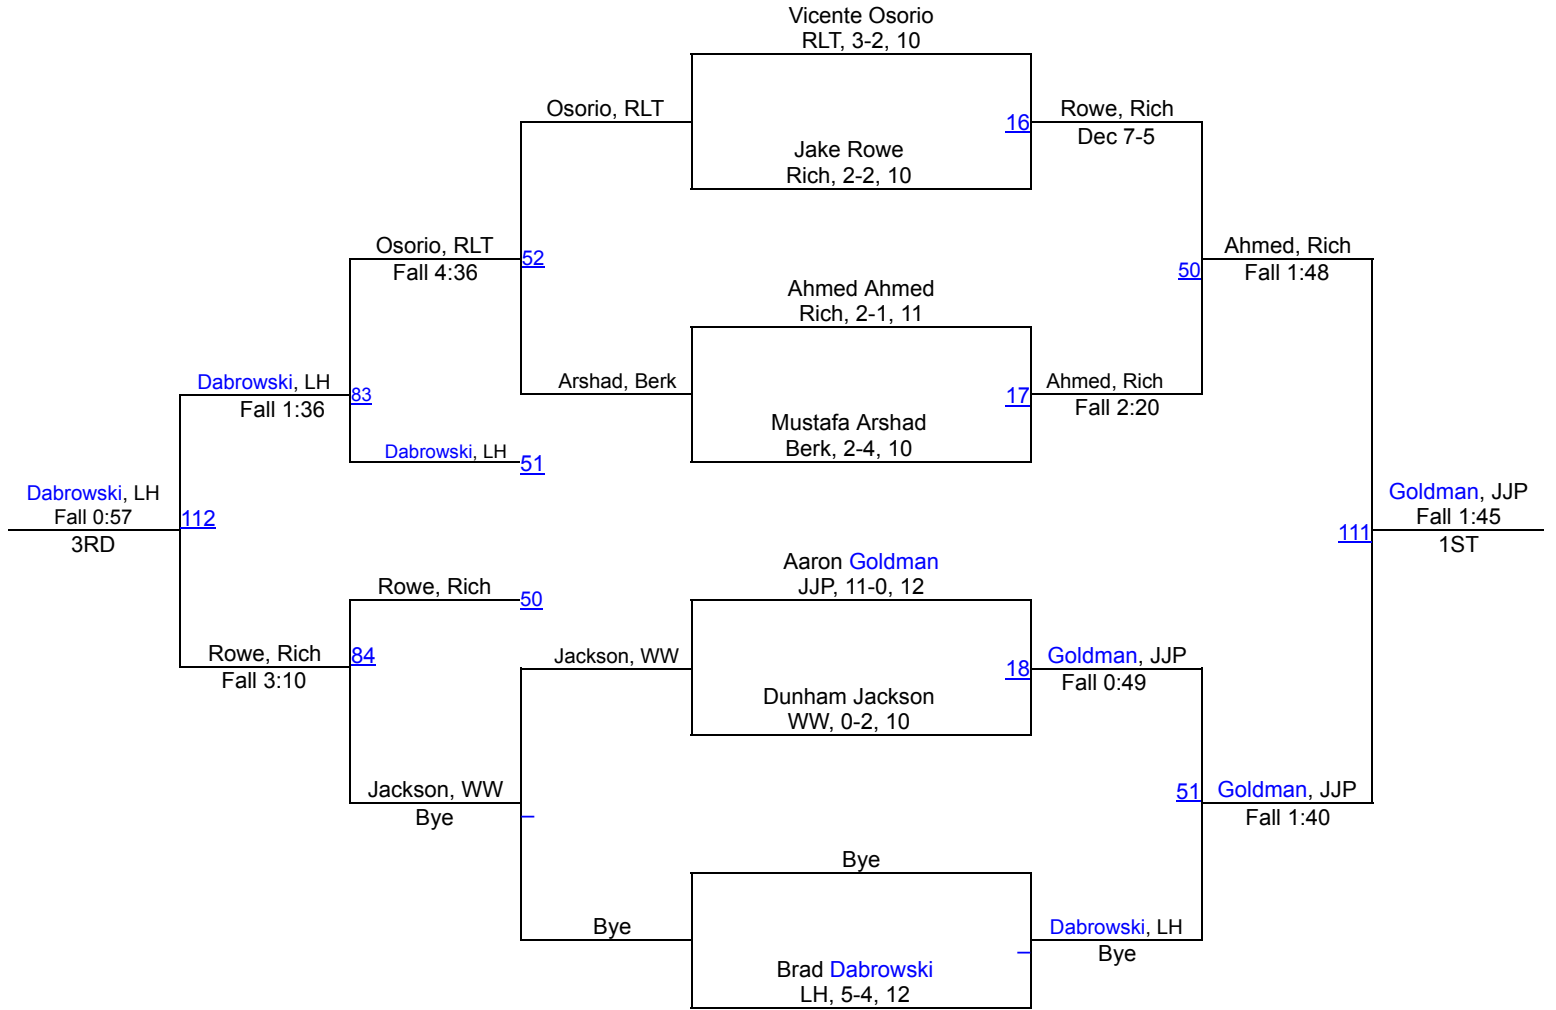 Vicente Osorio
RLT, 3-2, 10
Osorio, RLT
16
Rowe, Rich
Dec 7-5
Jake Rowe
Rich, 2-2, 10
Osorio, RLT
Fall 4:36
52
50
Ahmed, Rich
Fall 1:48
Ahmed Ahmed
Rich, 2-1, 11
Dabrowski, LH
Fall 1:36
83
Arshad, Berk
17
Ahmed, Rich
Fall 2:20
Mustafa Arshad
Berk, 2-4, 10
Dabrowski, LH
51
Dabrowski, LH
Fall 0:57
3RD
112
111
Goldman, JJP
Fall 1:45
1ST
Aaron Goldman
JJP, 11-0, 12
Rowe, Rich
50
Rowe, Rich
Fall 3:10
84
Jackson, WW
18
Goldman, JJP
Fall 0:49
Dunham Jackson
WW, 0-2, 10
Jackson, WW
Bye
51
Goldman, JJP
Fall 1:40
Bye
Bye
Dabrowski, LH
Bye
Brad Dabrowski
LH, 5-4, 12